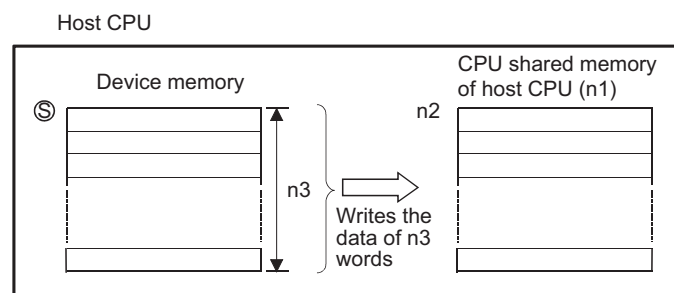 Host CPU
Device memory
CPU shared memory
of host CPU (n1)
Ⓢ
n2
n3
Writes the
data of n3
words